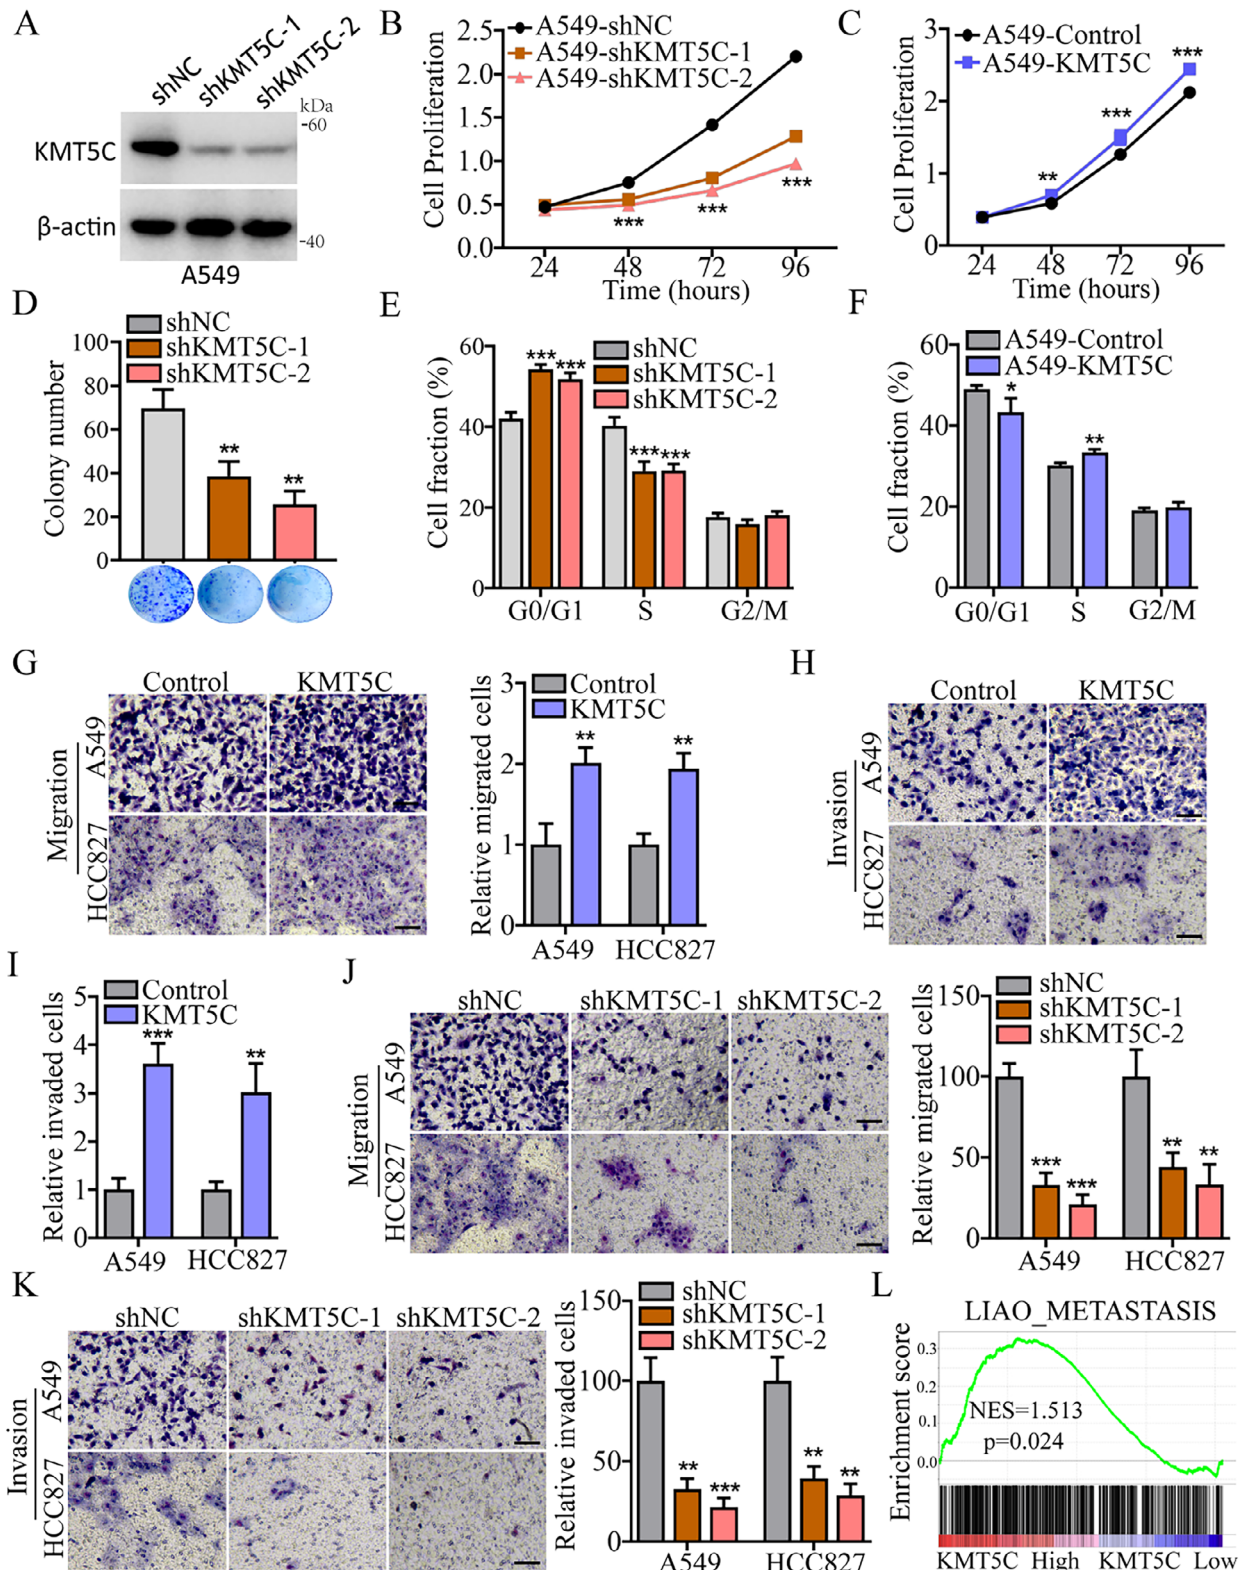 A
shNC
shKMT5C-1
shKMT5C-2
kDa
-60
KMT5C
β-actin
-40
A549
B
A549-shNC
A549-shKMT5C-1
A549-shKMT5C-2
Cell Proliferation
2.5
2.0
1.5
1.0
0.5
0.0
*** *** ***
24 48 72 96
Time (hours)
C
A549-Control
A549-KMT5C
Cell Proliferation
3
2
1
0
** *** ***
24 48 72 96
Time (hours)
D
shNC
shKMT5C-1
shKMT5C-2
Colony number
100
80
60
40
20
0
** **
E
shNC
shKMT5C-1
shKMT5C-2
Cell fraction (%)
60
40
20
0
*** ***
*** ***
G0/G1 S G2/M
F
A549-Control
A549-KMT5C
Cell fraction (%)
60
40
20
0
* **
G0/G1 S G2/M
G
Control KMT5C
Migration
A549
HCC827
Control
KMT5C
Relative migrated cells
3
2
1
0
** **
A549 HCC827
H
Control KMT5C
Invasion
A549
HCC827
I
Control
KMT5C
Relative invaded cells
5
4
3
2
1
0
*** **
A549 HCC827
J
shNC shKMT5C-1 shKMT5C-2
Migration
A549
HCC827
shNC
shKMT5C-1
shKMT5C-2
Relative migrated cells
150
100
50
0
*** *** ** **
A549 HCC827
K
shNC shKMT5C-1 shKMT5C-2
Invasion
A549
HCC827
shNC
shKMT5C-1
shKMT5C-2
Relative invaded cells
150
100
50
0
** *** ** **
A549 HCC827
L
LIAO_METASTASIS
Enrichment score
0.3
0.2
0.1
0.0
NES=1.513
p=0.024
KMT5C High KMT5C Low